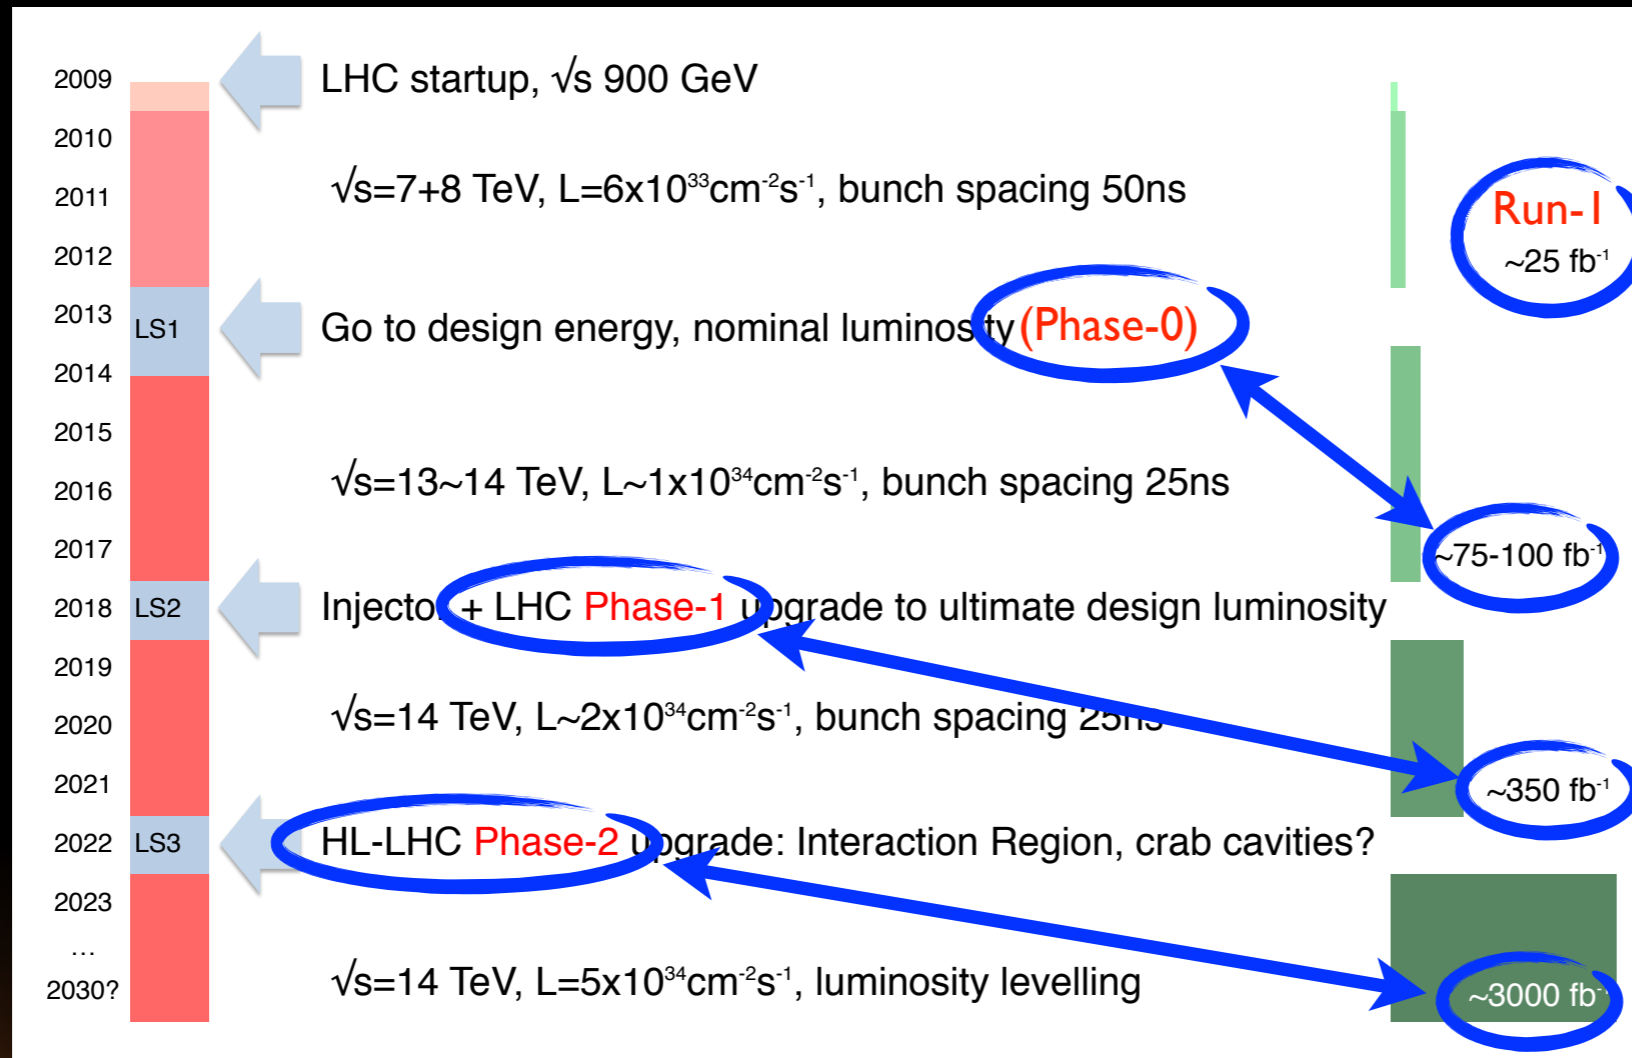 2009
LHC startup, √s 900 GeV
2010
√s=7+8 TeV, L=6x10³³cm⁻²s⁻¹, bunch spacing 50ns
2011
Run-1
2012
~25 fb⁻¹
2013
LS1
Go to design energy, nominal luminosity (Phase-0)
2014
2015
√s=13~14 TeV, L~1x10³⁴cm⁻²s⁻¹, bunch spacing 25ns
2016
2017
~75-100 fb⁻¹
2018
LS2
Injector + LHC Phase-1 upgrade to ultimate design luminosity
2019
√s=14 TeV, L~2x10³⁴cm⁻²s⁻¹, bunch spacing 25ns
2020
2021
~350 fb⁻¹
2022
LS3
HL-LHC Phase-2 upgrade: Interaction Region, crab cavities?
2023
...
2030?
√s=14 TeV, L=5x10³⁴cm⁻²s⁻¹, luminosity levelling
~3000 fb⁻¹